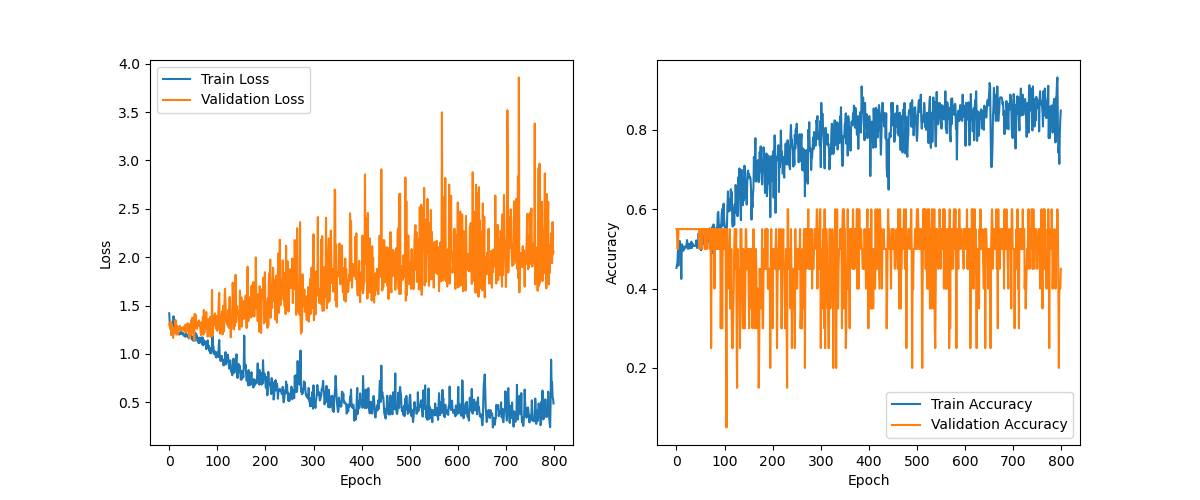 Train Loss
Validation Loss
4.0
3.5
3.0
2.5
2.0
1.5
1.0
0.5
Loss
0 100 200 300 400 500 600 700 800
Epoch
0.8
0.6
0.4
0.2
Accuracy
Train Accuracy
Validation Accuracy
0 100 200 300 400 500 600 700 800
Epoch